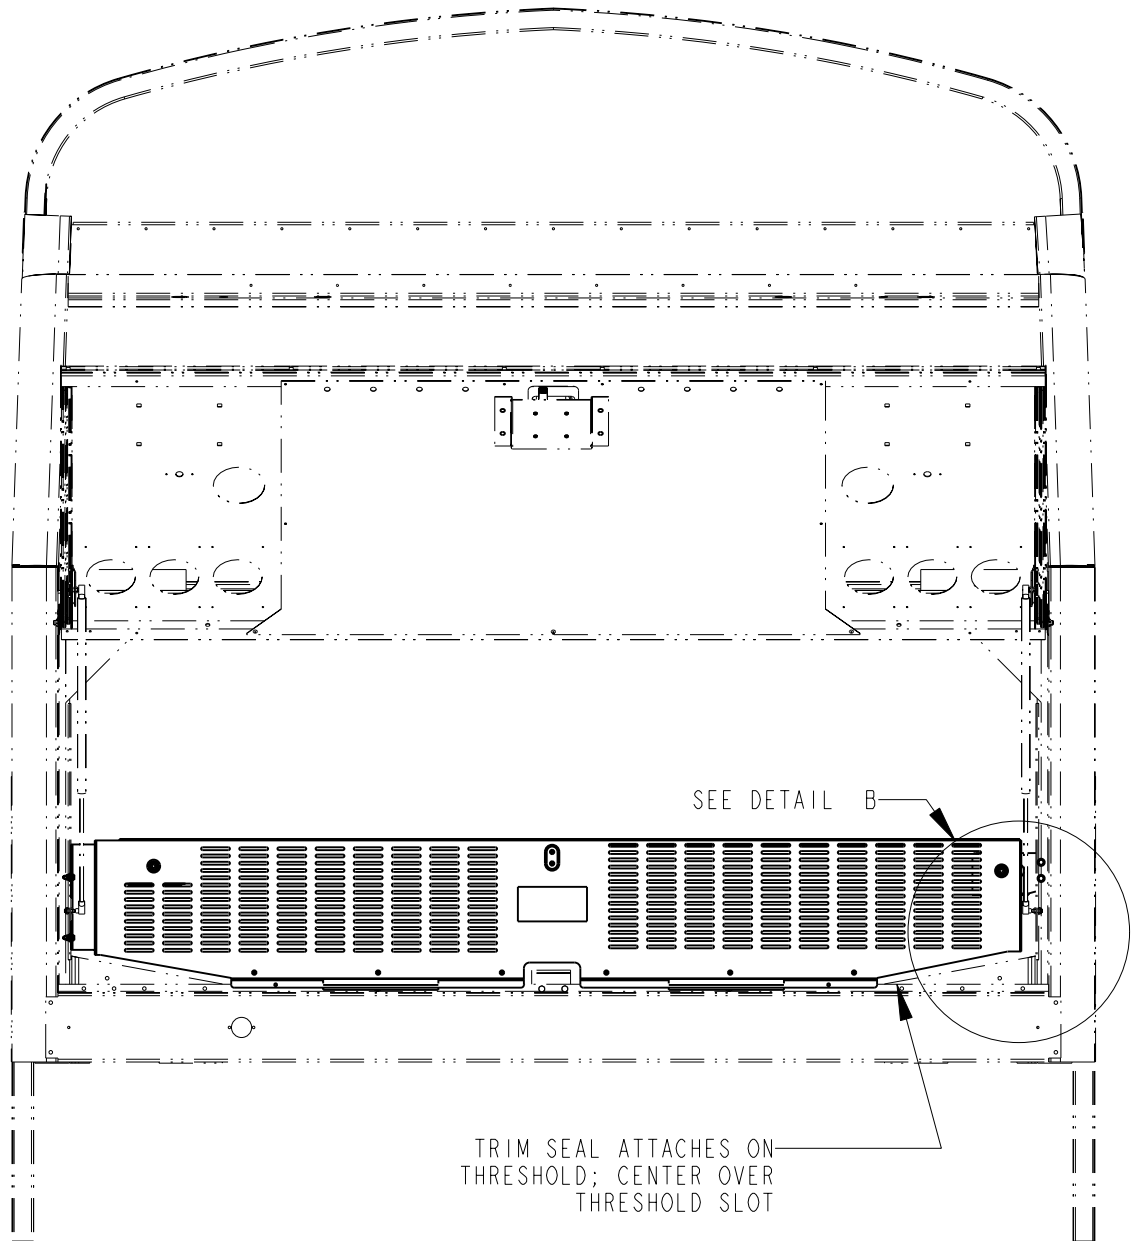 SEE DETAIL B
TRIM SEAL ATTACHES ON
THRESHOLD; CENTER OVER
THRESHOLD SLOT